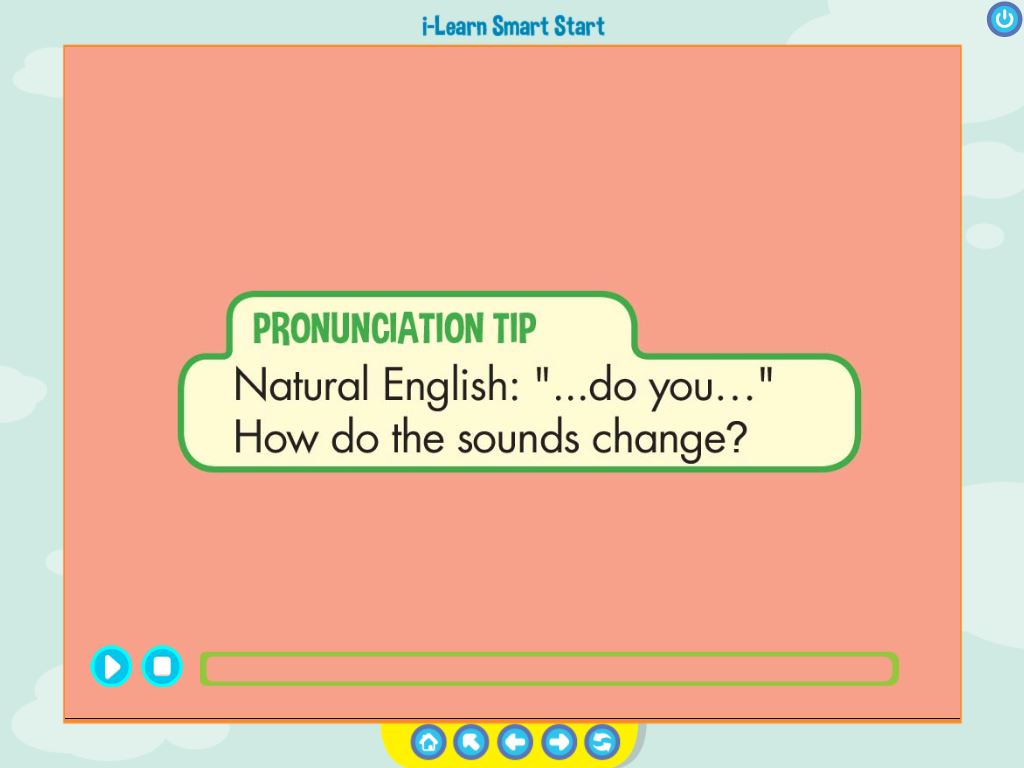 i-Learn Smart Start
PRONUNCIATION TIP
Natural English: "...do you..."
How do the sounds change?